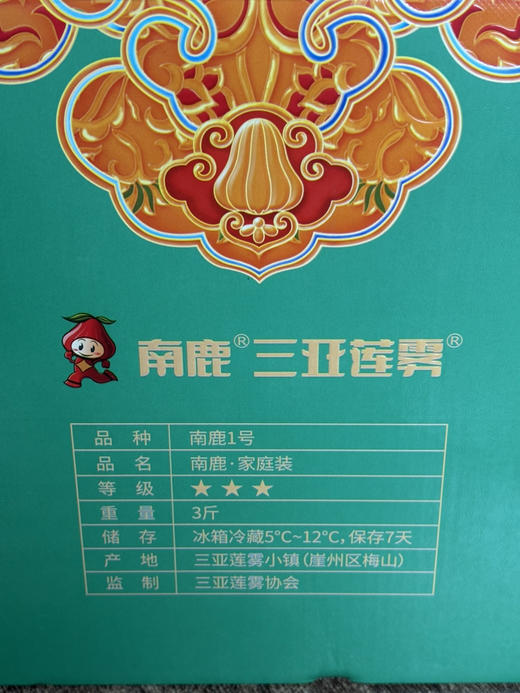 南鹿® 三亚莲雾®
品种 南鹿1号
品名 南鹿·家庭装
等级 ★★★
重量 3斤
储存 冰箱冷藏5℃~12℃,保存7天
产地 三亚莲雾小镇(崖州区梅山)
监制 三亚莲雾协会